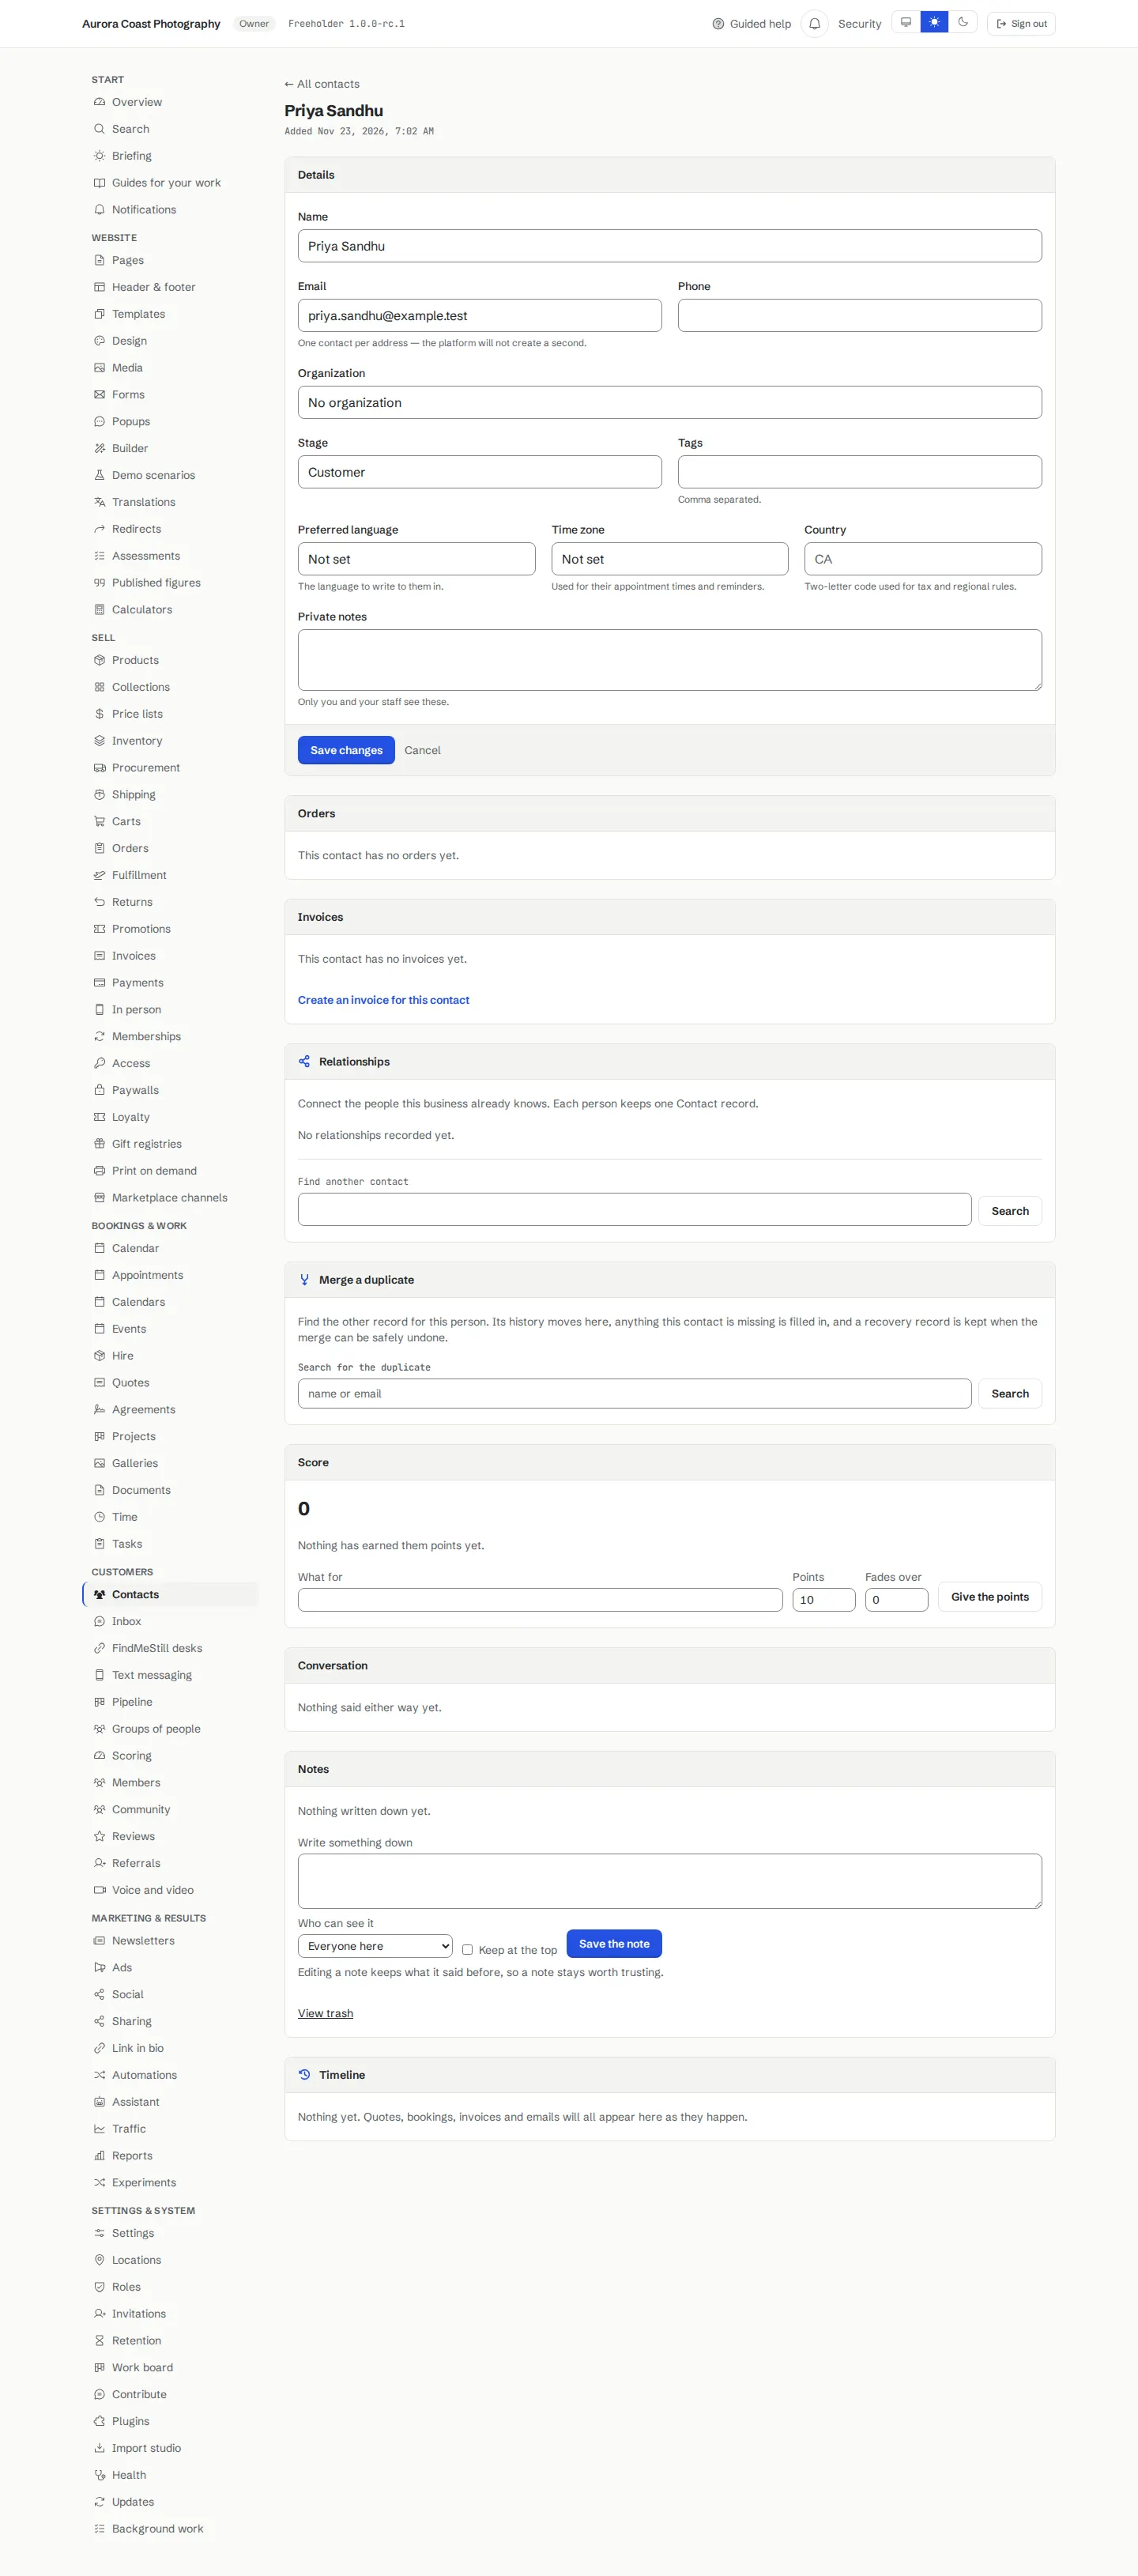 Aurora Coast Photography Owner Freeholder 1.0.0-rc.1 Guided help Security Sign out
START
Overview
Search
Briefing
Guides for your work
Notifications
WEBSITE
Pages
Header & footer
Templates
Design
Media
Forms
Popups
Builder
Demo scenarios
Translations
Redirects
Assessments
Published figures
Calculators
SELL
Products
Collections
Price lists
Inventory
Procurement
Shipping
Carts
Orders
Fulfillment
Returns
Promotions
Invoices
Payments
In person
Memberships
Access
Paywalls
Loyalty
Gift registries
Print on demand
Marketplace channels
BOOKINGS & WORK
Calendar
Appointments
Calendars
Events
Hire
Quotes
Agreements
Projects
Galleries
Documents
Time
Tasks
CUSTOMERS
Contacts
Inbox
FindMeStill desks
Text messaging
Pipeline
Groups of people
Scoring
Members
Community
Reviews
Referrals
Voice and video
MARKETING & RESULTS
Newsletters
Ads
Social
Sharing
Link in bio
Automations
Assistant
Traffic
Reports
Experiments
SETTINGS & SYSTEM
Settings
Locations
Roles
Invitations
Retention
Work board
Contribute
Plugins
Import studio
Health
Updates
Background work
← All contacts
Priya Sandhu
Added Nov 23, 2026, 7:02 AM
Details
Name
Priya Sandhu
Email Phone
priya.sandhu@example.test
One contact per address — the platform will not create a second.
Organization
No organization
Stage Tags
Customer
Comma separated.
Preferred language Time zone Country
Not set Not set CA
The language to write to them in. Used for their appointment times and reminders. Two-letter code used for tax and regional rules.
Private notes
Only you and your staff see these.
Save changes Cancel
Orders
This contact has no orders yet.
Invoices
This contact has no invoices yet.
Create an invoice for this contact
Relationships
Connect the people this business already knows. Each person keeps one Contact record.
No relationships recorded yet.
Find another contact
Search
Merge a duplicate
Find the other record for this person. Its history moves here, anything this contact is missing is filled in, and a recovery record is kept when the
merge can be safely undone.
Search for the duplicate
name or email Search
Score
0
Nothing has earned them points yet.
What for Points Fades over
10 0 Give the points
Conversation
Nothing said either way yet.
Notes
Nothing written down yet.
Write something down
Who can see it
Everyone here Keep at the top Save the note
Editing a note keeps what it said before, so a note stays worth trusting.
View trash
Timeline
Nothing yet. Quotes, bookings, invoices and emails will all appear here as they happen.